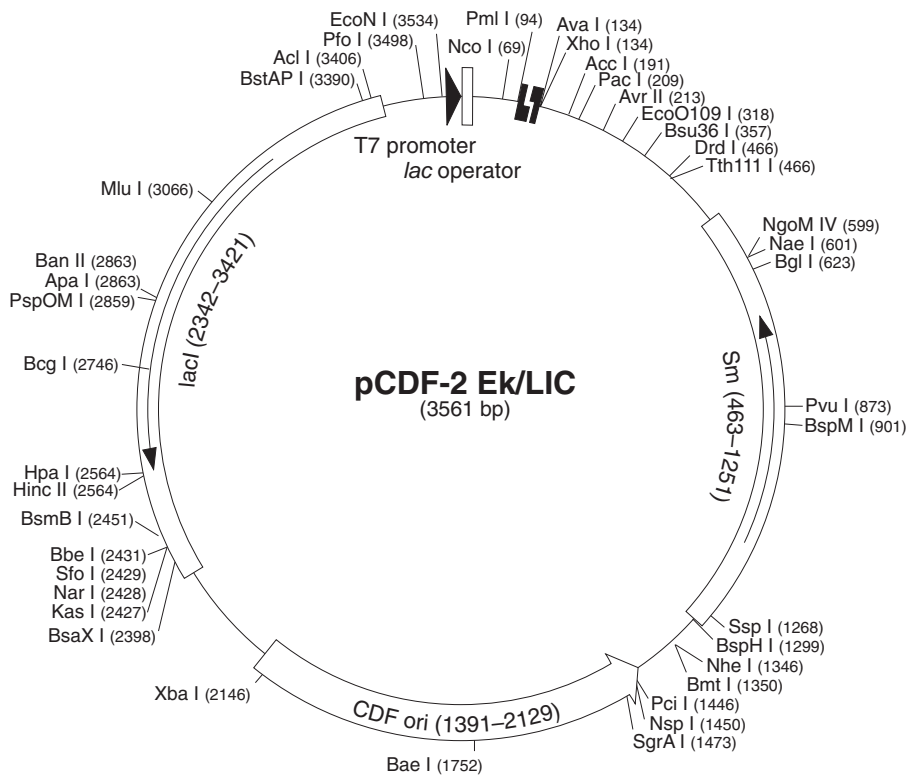 EcoN I (3534)
Pfo I (3498)
Acl I (3406)
BstAP I (3390)
Pml I (94)
Nco I (69)
Ava I (134)
Xho I (134)
Acc I (191)
Pac I (209)
Avr II (213)
EcoO109 I (318)
Bsu36 I (357)
Drd I (466)
Tth111 I (466)
T7 promoter
lac operator
Mlu I (3066)
NgoM IV (599)
Nae I (601)
Bgl I (623)
Ban II (2863)
Apa I (2863)
PspOM I (2859)
lacI (2342–3421)
Bcg I (2746)
pCDF-2 Ek/LIC
(3561 bp)
Sm (463–1251)
Pvu I (873)
BspM I (901)
Hpa I (2564)
Hinc II (2564)
BsmB I (2451)
Bbe I (2431)
Sfo I (2429)
Nar I (2428)
Kas I (2427)
BsaX I (2398)
Ssp I (1268)
BspH I (1299)
Nhe I (1346)
Bmt I (1350)
Pci I (1446)
Nsp I (1450)
SgrA I (1473)
Xba I (2146)
CDF ori (1391–2129)
Bae I (1752)